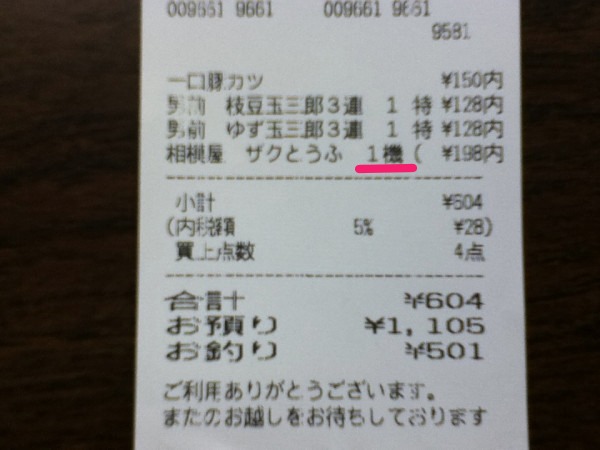 009661 9661 009661 9661
9581
一口豚カツ ¥150内
男前 枝豆玉三郎3連 1 特 ¥128内
男前 ゆず玉三郎3連 1 特 ¥128内
相模屋 ザクとうふ 1機( ¥198内
小計 ¥604
(内税額 5% ¥28)
買上点数 4点
合計 ¥604
お預り ¥1,105
お釣り ¥501
ご利用ありがとうございます。
またのお越しをお待ちしております